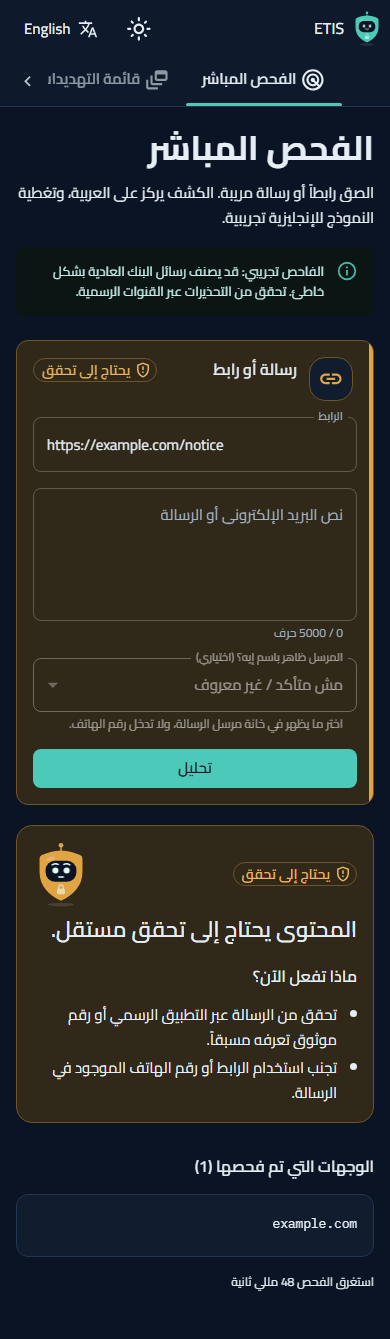 ETIS
English
الفحص المباشر
قائمة التهديدا
الفحص المباشر
الصق رابطاً أو رسالة مريبة. الكشف يركز على العربية، وتغطية
النموذج للإنجليزية تجريبية.
الفاحص تجريبي: قد يصنف رسائل البنك العادية بشكل
خاطئ. تحقق من التحذيرات عبر القنوات الرسمية.
رسالة أو رابط
يحتاج إلى تحقق
الرابط
https://example.com/notice
نص البريد الإلكتروني أو الرسالة
0 / 5000 حرف
المرسل ظاهر باسم إيه؟ (اختياري)
مش متأكد / غير معروف
اختر ما يظهر في خانة مرسل الرسالة، ولا تدخل رقم الهاتف.
تحليل
يحتاج إلى تحقق
المحتوى يحتاج إلى تحقق مستقل.
ماذا تفعل الآن؟
تحقق من الرسالة عبر التطبيق الرسمي أو رقم
موثوق تعرفه مسبقاً.
تجنب استخدام الرابط أو رقم الهاتف الموجود في
الرسالة.
الوجهات التي تم فحصها (1)
example.com
استغرق الفحص 48 مللي ثانية